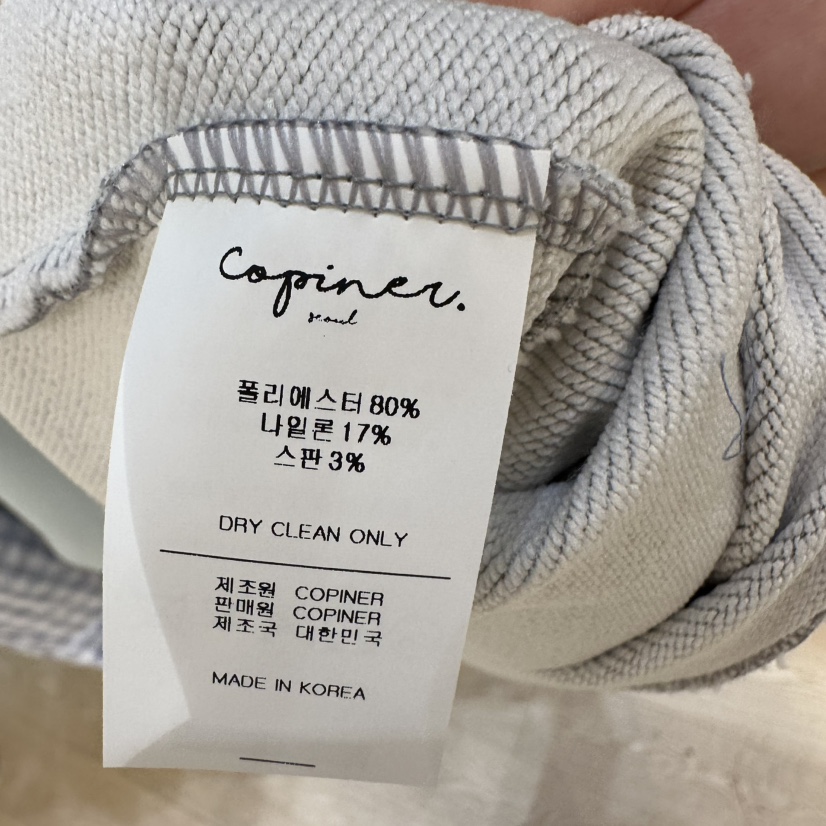 Copiner.
seoul
폴리에스터 80%
나일론 17%
스판 3%
DRY CLEAN ONLY
제조원 COPINER
판매원 COPINER
제조국 대한민국
MADE IN KOREA